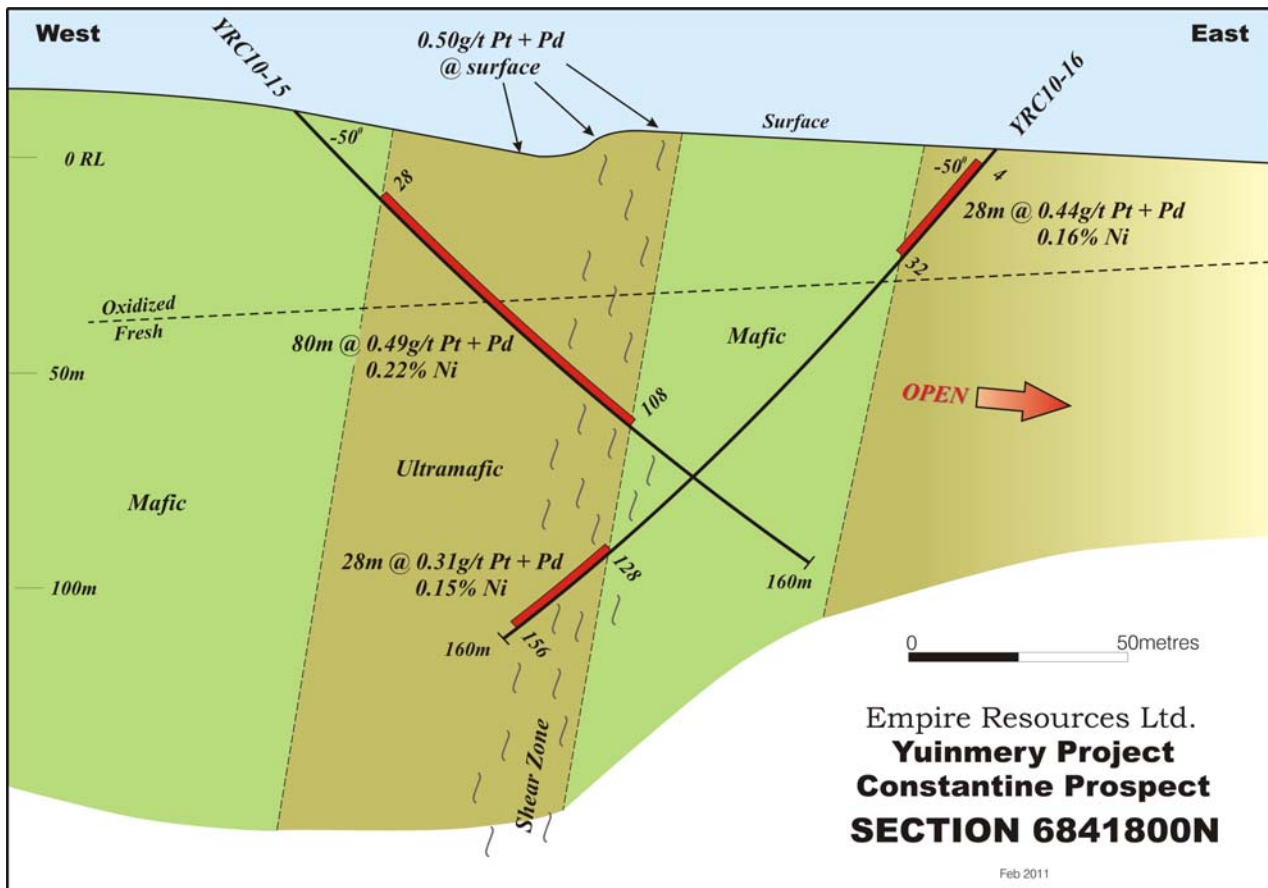 West
YRC10-15
0.50g/t Pt + Pd
@ surface
YRC10-16
East
Surface
-50⁰
-50⁰
0 RL
28
4
28m @ 0.44g/t Pt + Pd
0.16% Ni
32
Oxidized
Fresh
80m @ 0.49g/t Pt + Pd
0.22% Ni
Mafic
50m
OPEN
108
Ultramafic
Mafic
28m @ 0.31g/t Pt + Pd
0.15% Ni
128
160m
100m
156
160m
Shear Zone
0
50metres
Empire Resources Ltd.
Yuinmery Project
Constantine Prospect
SECTION 6841800N
Feb 2011